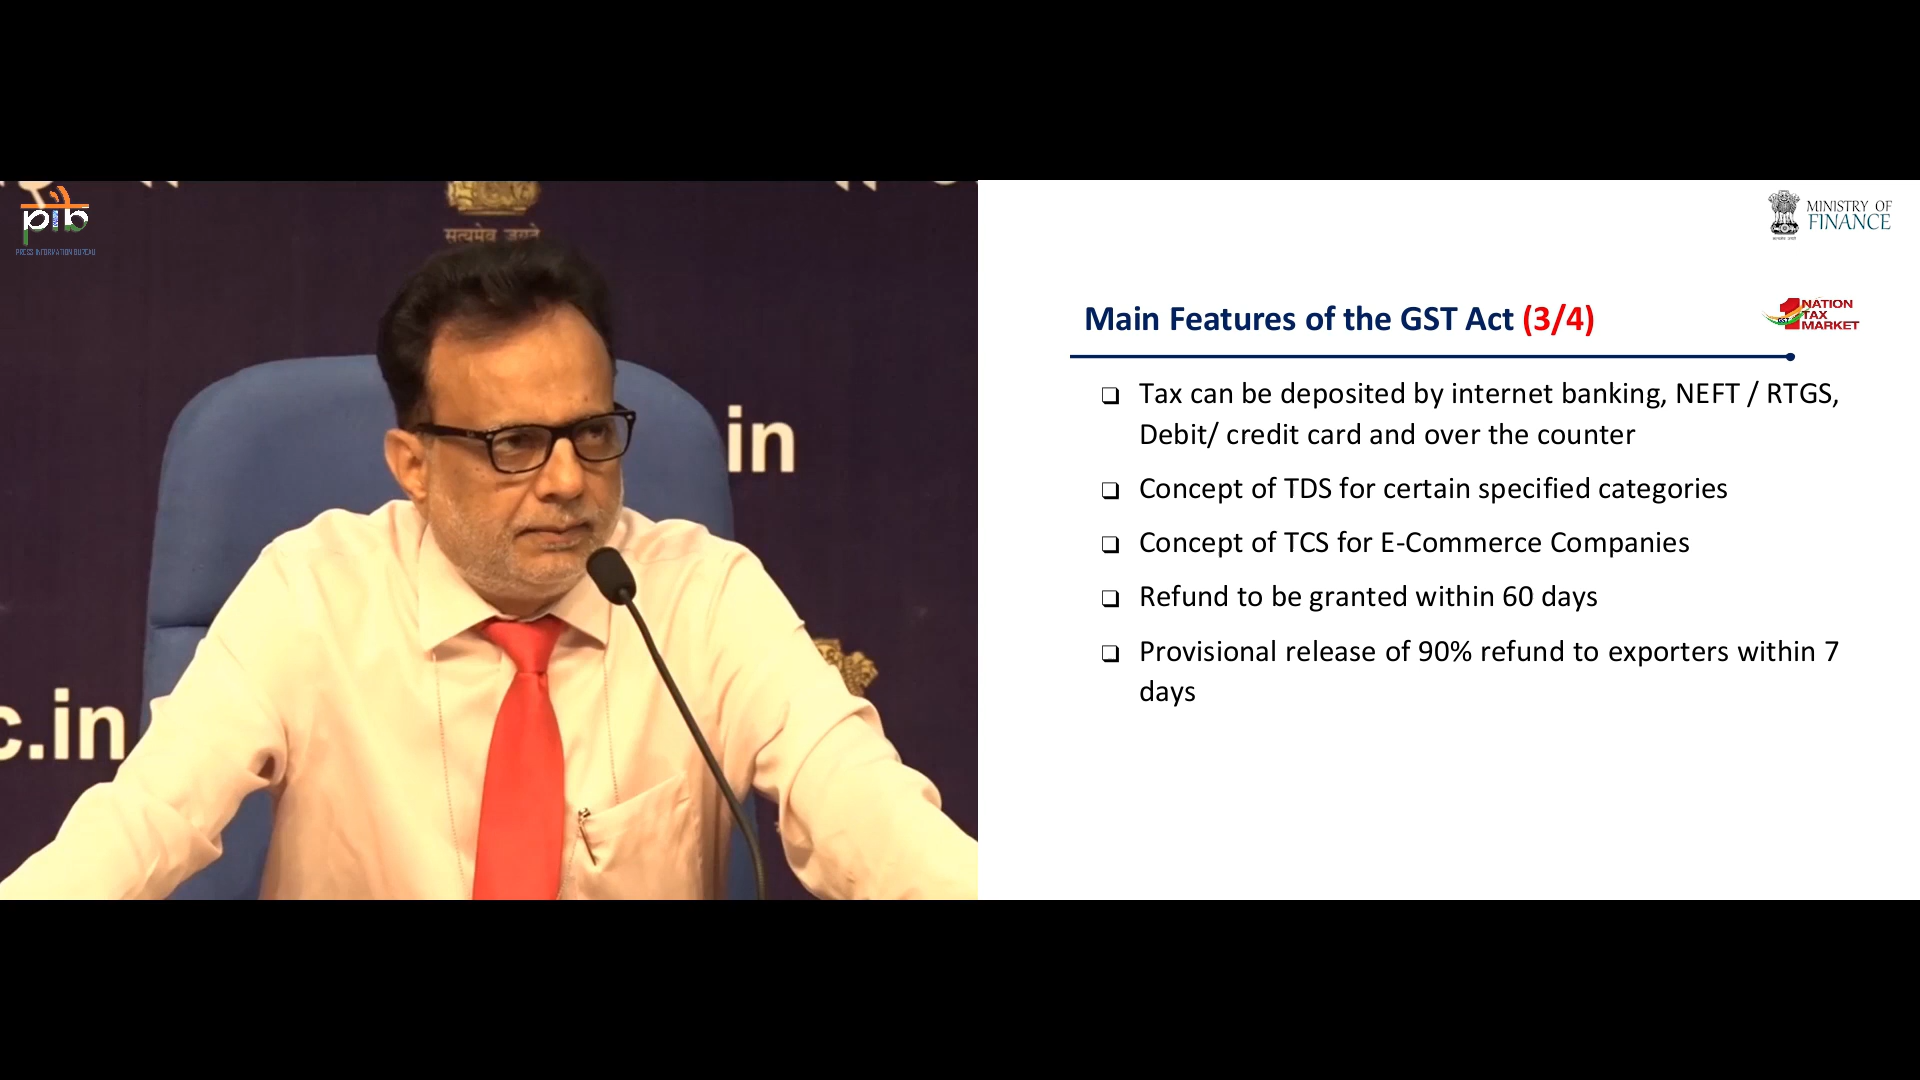 pib
PRESS INFORMATION BUREAU
सत्यमेव जयते
.in
c.in
MINISTRY OF
FINANCE
Main Features of the GST Act (3/4)
GST
1 NATION
TAX
MARKET
❑ Tax can be deposited by internet banking, NEFT / RTGS,
Debit/ credit card and over the counter
❑ Concept of TDS for certain specified categories
❑ Concept of TCS for E-Commerce Companies
❑ Refund to be granted within 60 days
❑ Provisional release of 90% refund to exporters within 7
days